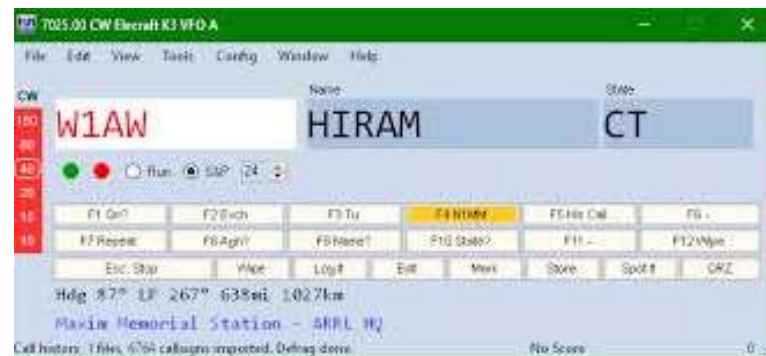 7025.00 CW Elecraft K3 VFO A
File Edit View Tools Config Window Help
CW Name State
160 W1AW HIRAM CT
80
40 Run S&P 24
20
15 F1 Qrl? F2 Exch F3 Tu F4 N1MM F5 His Call F6 -
10 F7 Repeat F8 Agn? F9 Name? F10 State? F11 - F12 Wipe
Esc: Stop Wipe Log it Edit Mark Store Spot It QRZ
Hdg 87° LP 267° 638mi 1027km
Maxim Memorial Station - ARRL HQ
Call history: 1 files, 6764 callsigns imported. Defrag done. No Score 0